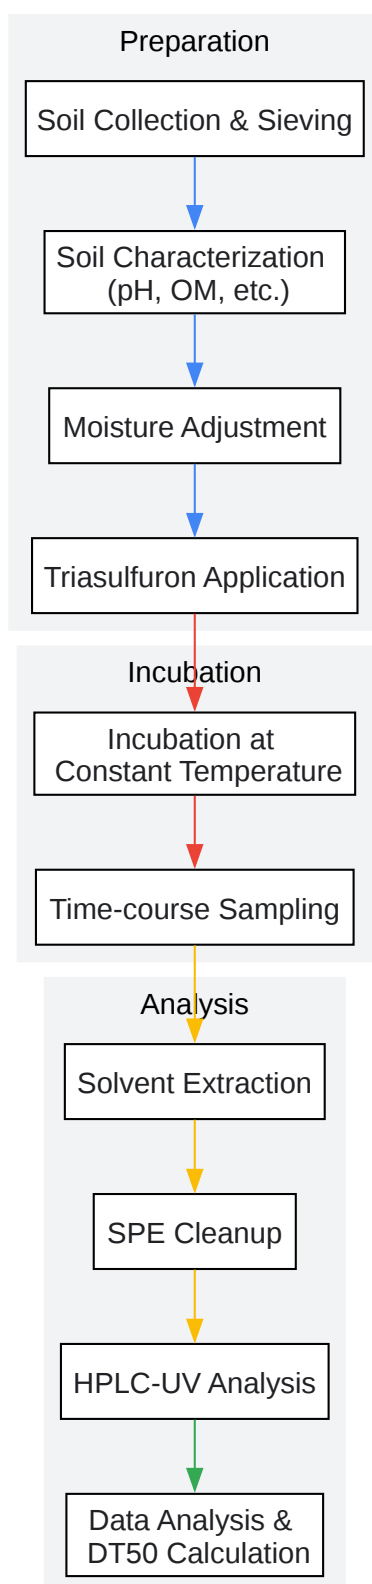 Preparation
Soil Collection & Sieving
Soil Characterization
(pH, OM, etc.)
Moisture Adjustment
Triasulfuron Application
Incubation
Incubation at
Constant Temperature
Time-course Sampling
Analysis
Solvent Extraction
SPE Cleanup
HPLC-UV Analysis
Data Analysis &
DT50 Calculation